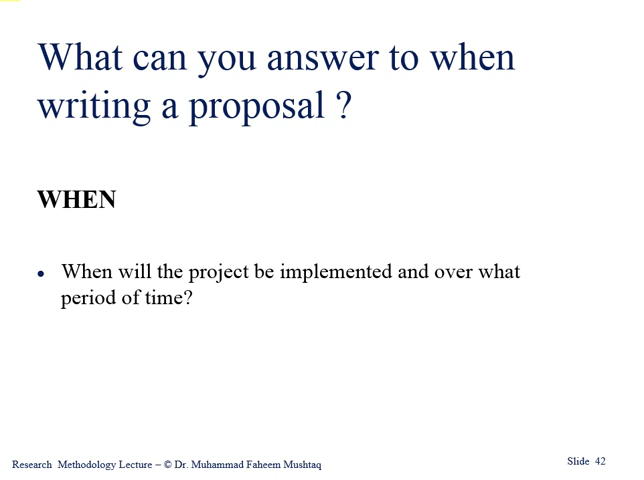 What can you answer to when
writing a proposal ?
WHEN
• When will the project be implemented and over what
period of time?
Research Methodology Lecture – © Dr. Muhammad Faheem Mushtaq
Slide 42